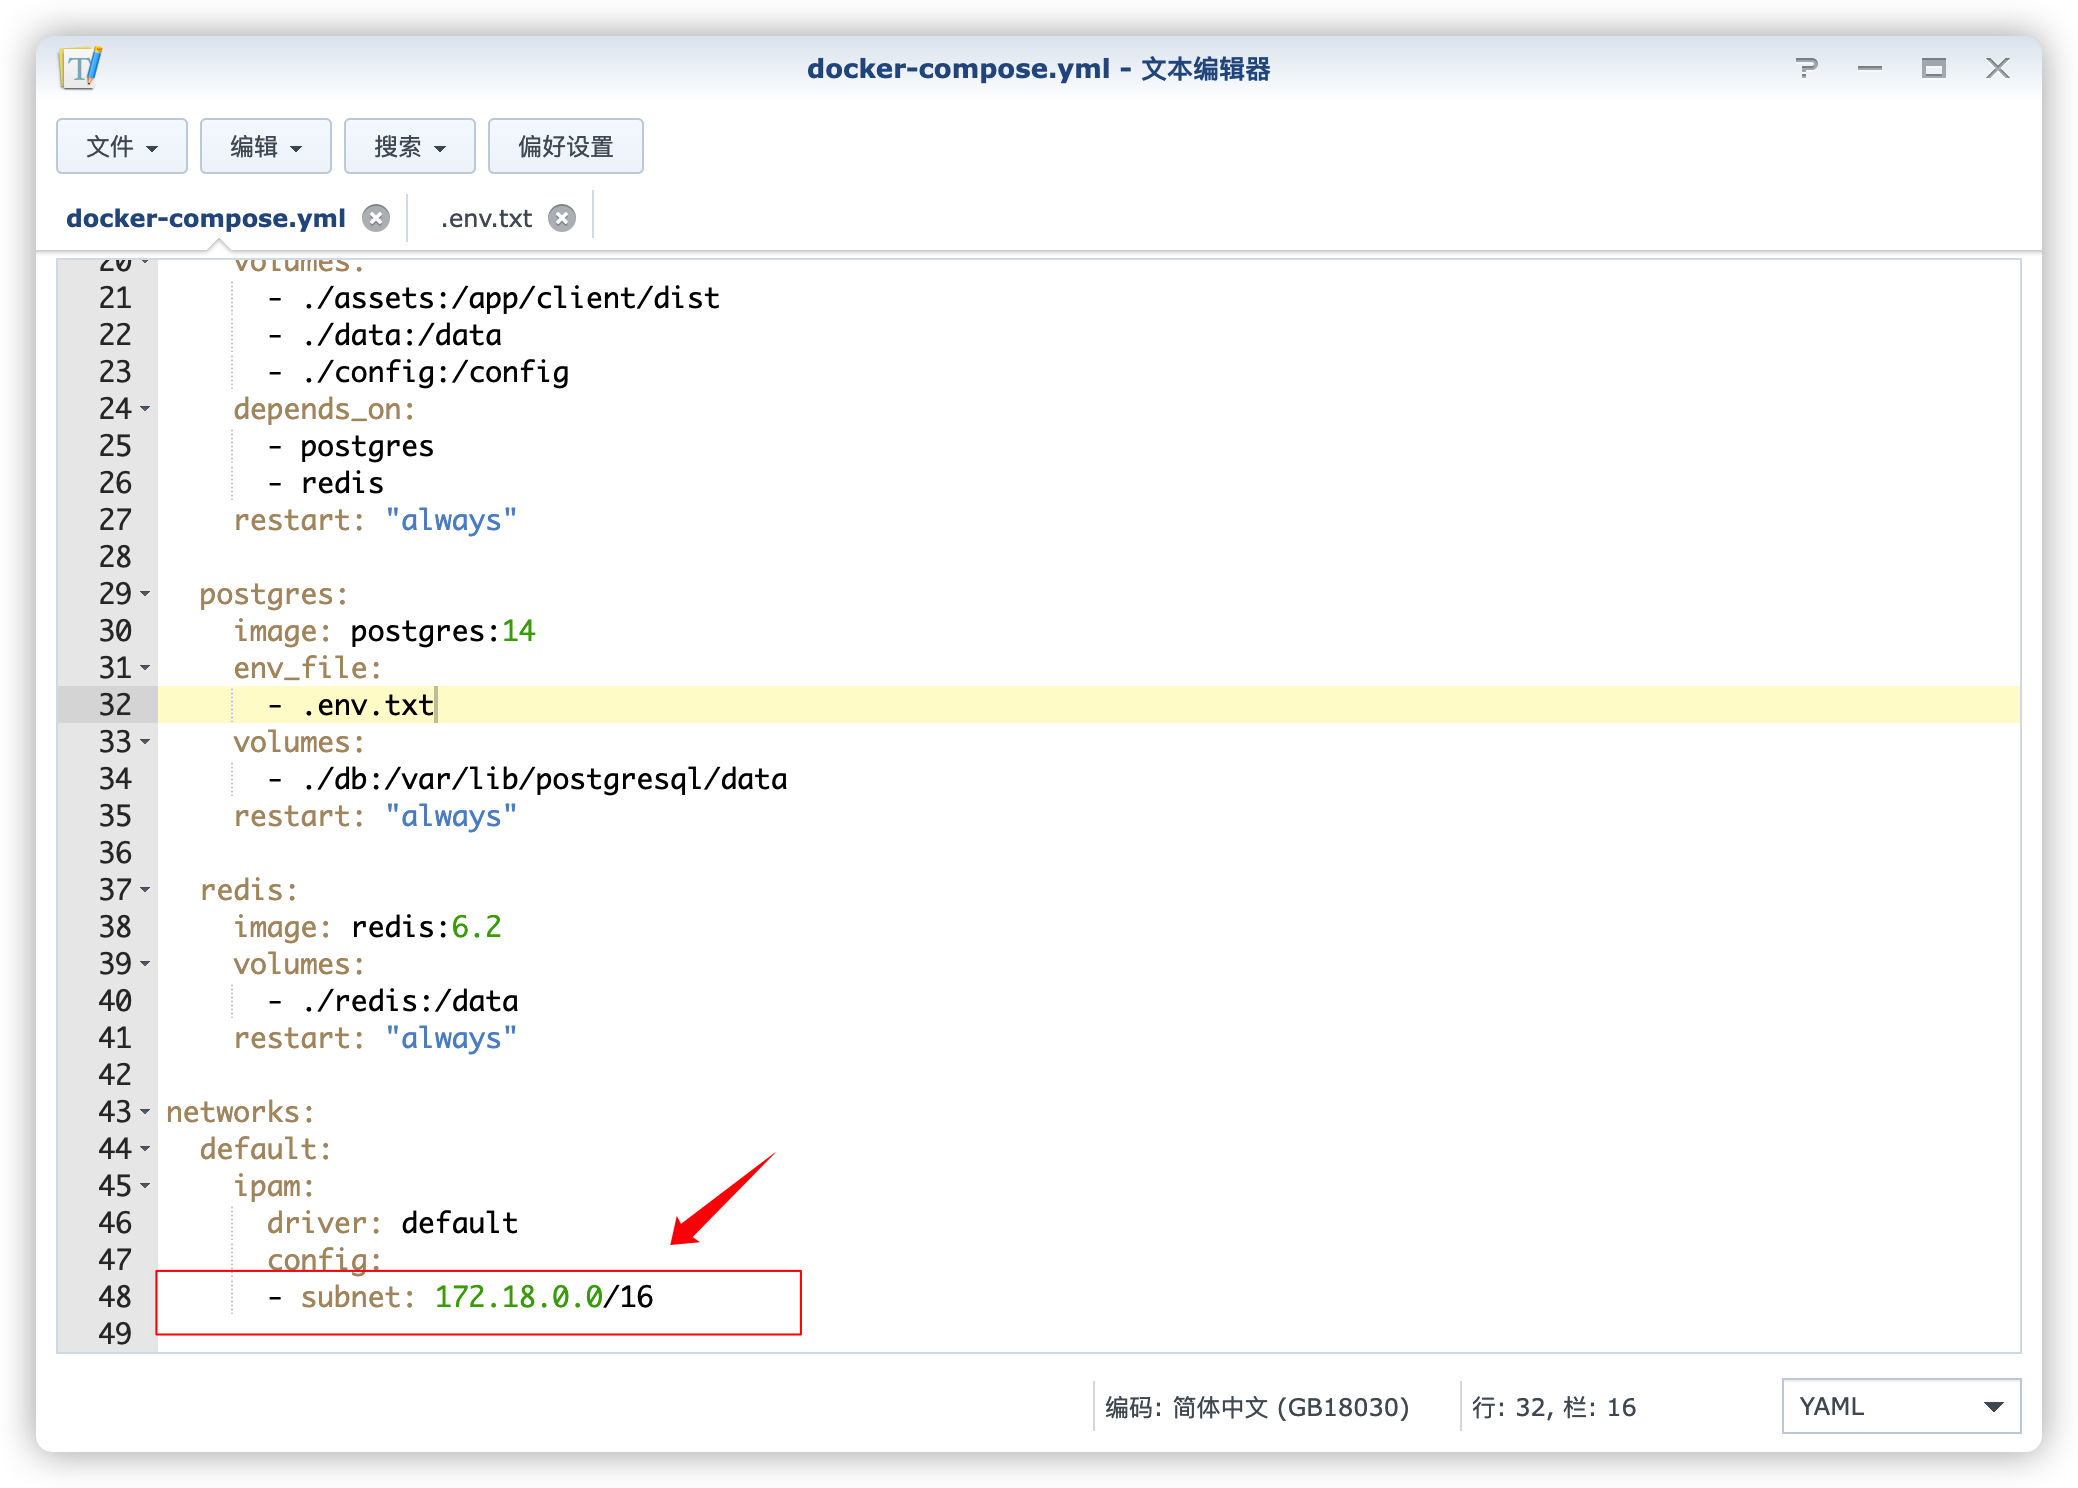 docker-compose.yml - 文本编辑器
文件 编辑 搜索 偏好设置
docker-compose.yml .env.txt
20 volumes:
21 - ./assets:/app/client/dist
22 - ./data:/data
23 - ./config:/config
24 depends_on:
25 - postgres
26 - redis
27 restart: "always"
28
29 postgres:
30 image: postgres:14
31 env_file:
32 - .env.txt
33 volumes:
34 - ./db:/var/lib/postgresql/data
35 restart: "always"
36
37 redis:
38 image: redis:6.2
39 volumes:
40 - ./redis:/data
41 restart: "always"
42
43 networks:
44 default:
45 ipam:
46 driver: default
47 config:
48 - subnet: 172.18.0.0/16
49
编码: 简体中文 (GB18030) 行: 32, 栏: 16 YAML